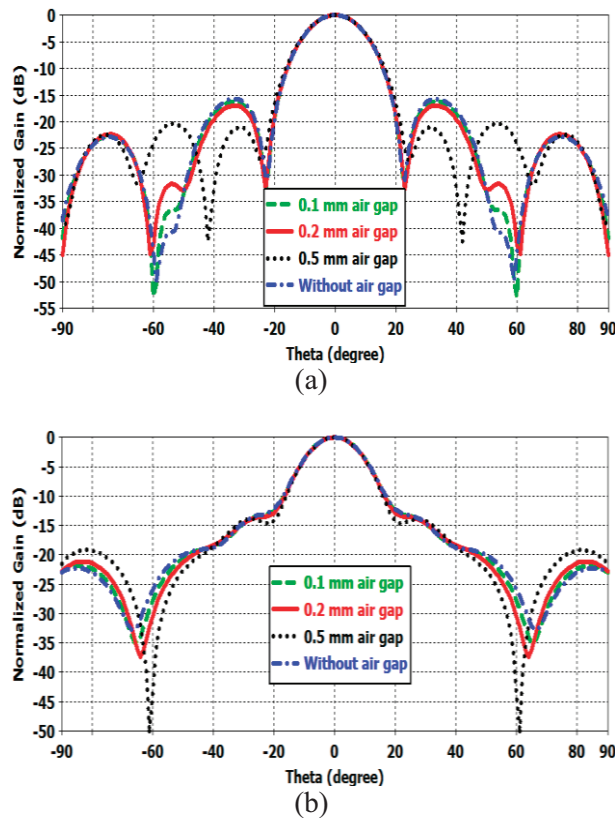 0
-5
-10
-15
-20
-25
-30
-35
-40
-45
-50
-55
Normalized Gain (dB)
0.1 mm air gap
0.2 mm air gap
0.5 mm air gap
Without air gap
-90 -60 -40 -20 0 20 40 60 80 90
Theta (degree)
(a)
0
-5
-10
-15
-20
-25
-30
-35
-40
-45
-50
Normalized Gain (dB)
0.1 mm air gap
0.2 mm air gap
0.5 mm air gap
Without air gap
-90 -60 -40 -20 0 20 40 60 80 90
Theta (degree)
(b)